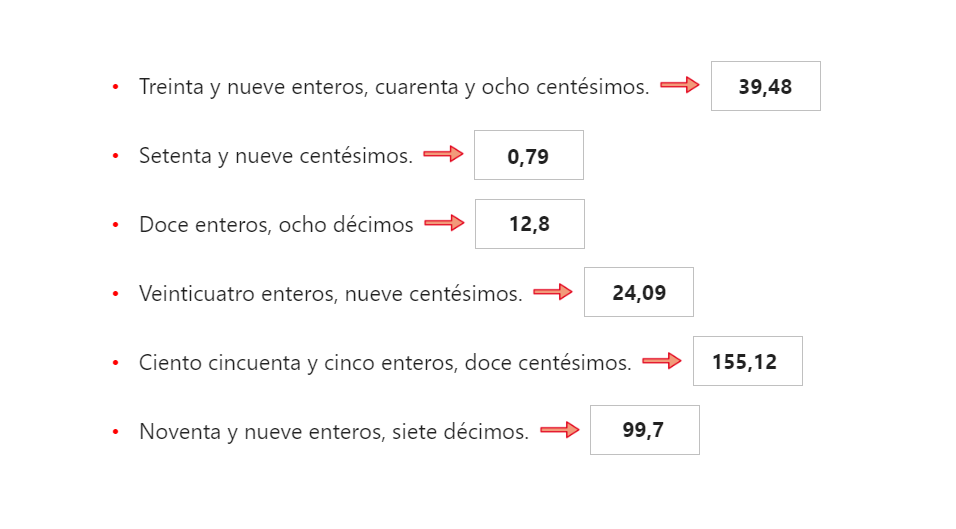 • Treinta y nueve enteros, cuarenta y ocho centésimos. 39,48
• Setenta y nueve centésimos. 0,79
• Doce enteros, ocho décimos 12,8
• Veinticuatro enteros, nueve centésimos. 24,09
• Ciento cincuenta y cinco enteros, doce centésimos. 155,12
• Noventa y nueve enteros, siete décimos. 99,7